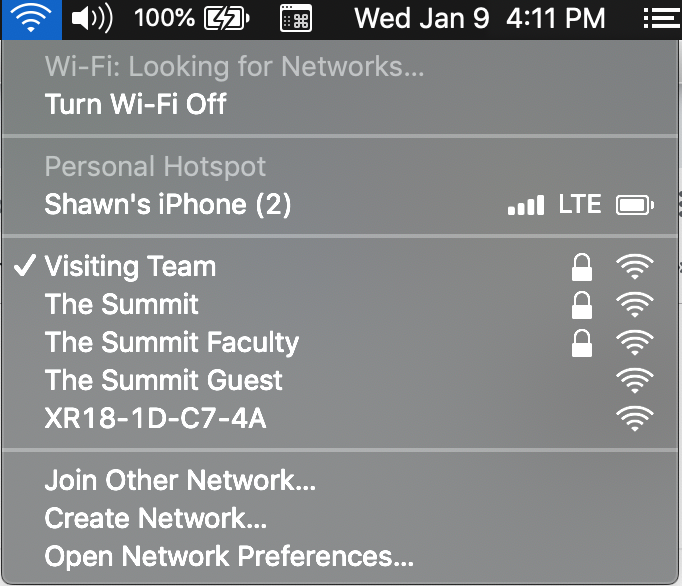 100% Wed Jan 9 4:11 PM
Wi-Fi: Looking for Networks...
Turn Wi-Fi Off
Personal Hotspot
Shawn's iPhone (2) LTE
Visiting Team
The Summit
The Summit Faculty
The Summit Guest
XR18-1D-C7-4A
Join Other Network...
Create Network...
Open Network Preferences...